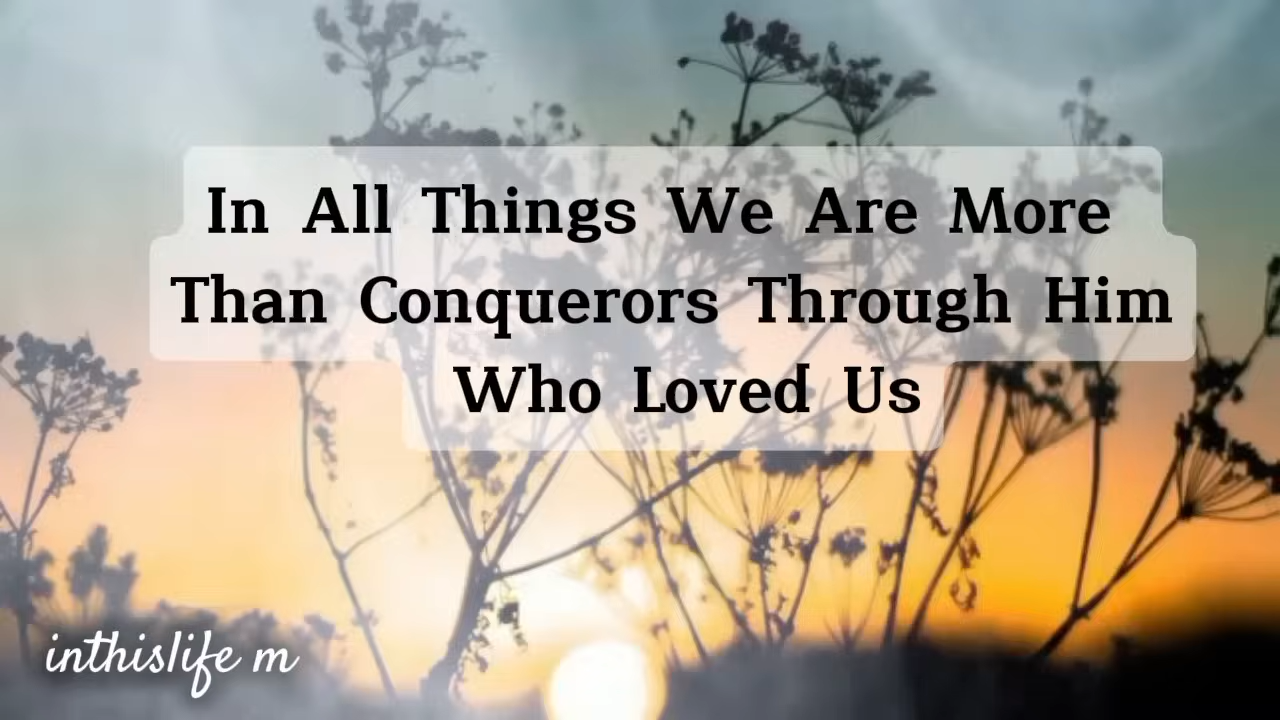 In All Things We Are More
Than Conquerors Through Him
Who Loved Us
inthislife m